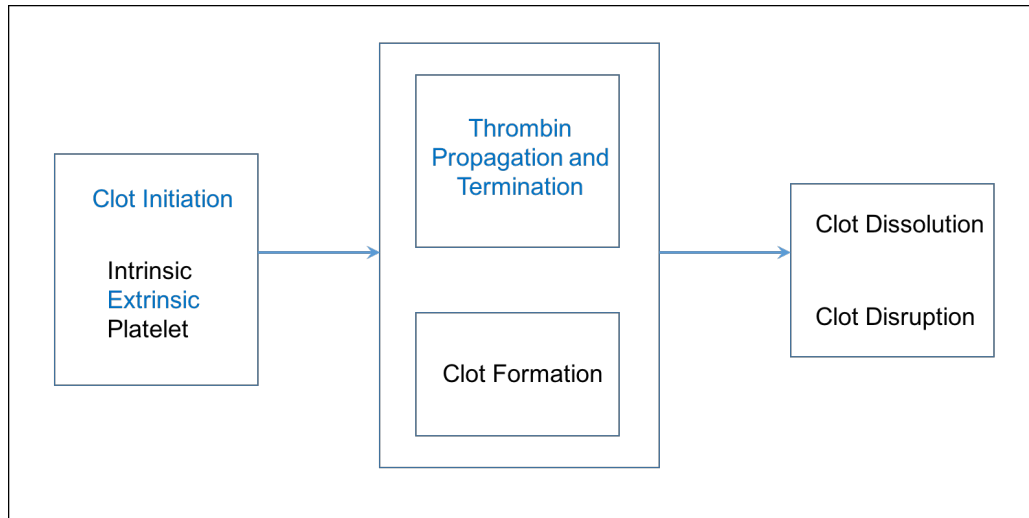 Clot Initiation
Intrinsic
Extrinsic
Platelet
Thrombin
Propagation and
Termination
Clot Formation
Clot Dissolution
Clot Disruption